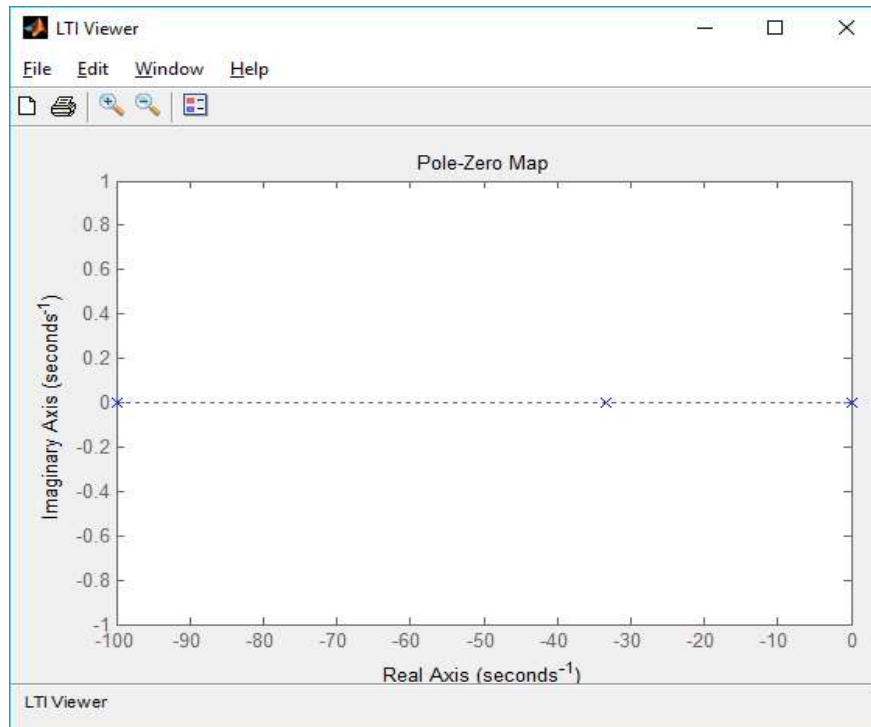 LTI Viewer
File Edit Window Help
Pole-Zero Map
1
0.8
0.6
0.4
0.2
0
-0.2
-0.4
-0.6
-0.8
-1
Imaginary Axis (seconds-1)
-100 -90 -80 -70 -60 -50 -40 -30 -20 -10 0
Real Axis (seconds-1)
LTI Viewer